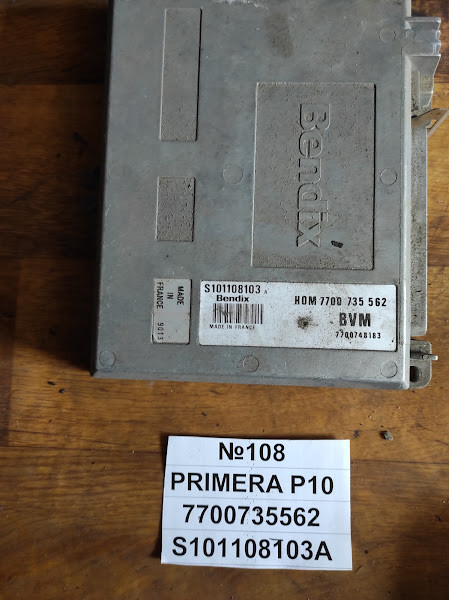 Bendix
MADE
IN
FRANCE 9013
S101108103 A
Bendix
MADE IN FRANCE
HOM 7700 735 562
BVM
7700748183
№108
PRIMERA P10
7700735562
S101108103A